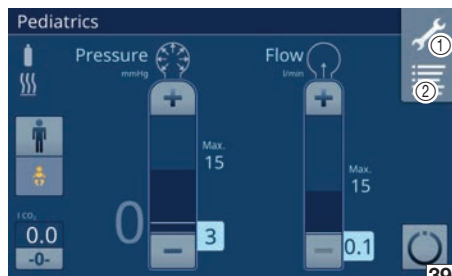 Pediatrics
Pressure
mmHg
Flow
l/min
1
2
+
+
Max.
15
Max.
15
0
3
0.1
−
−
l CO₂
0.0
-0-
39